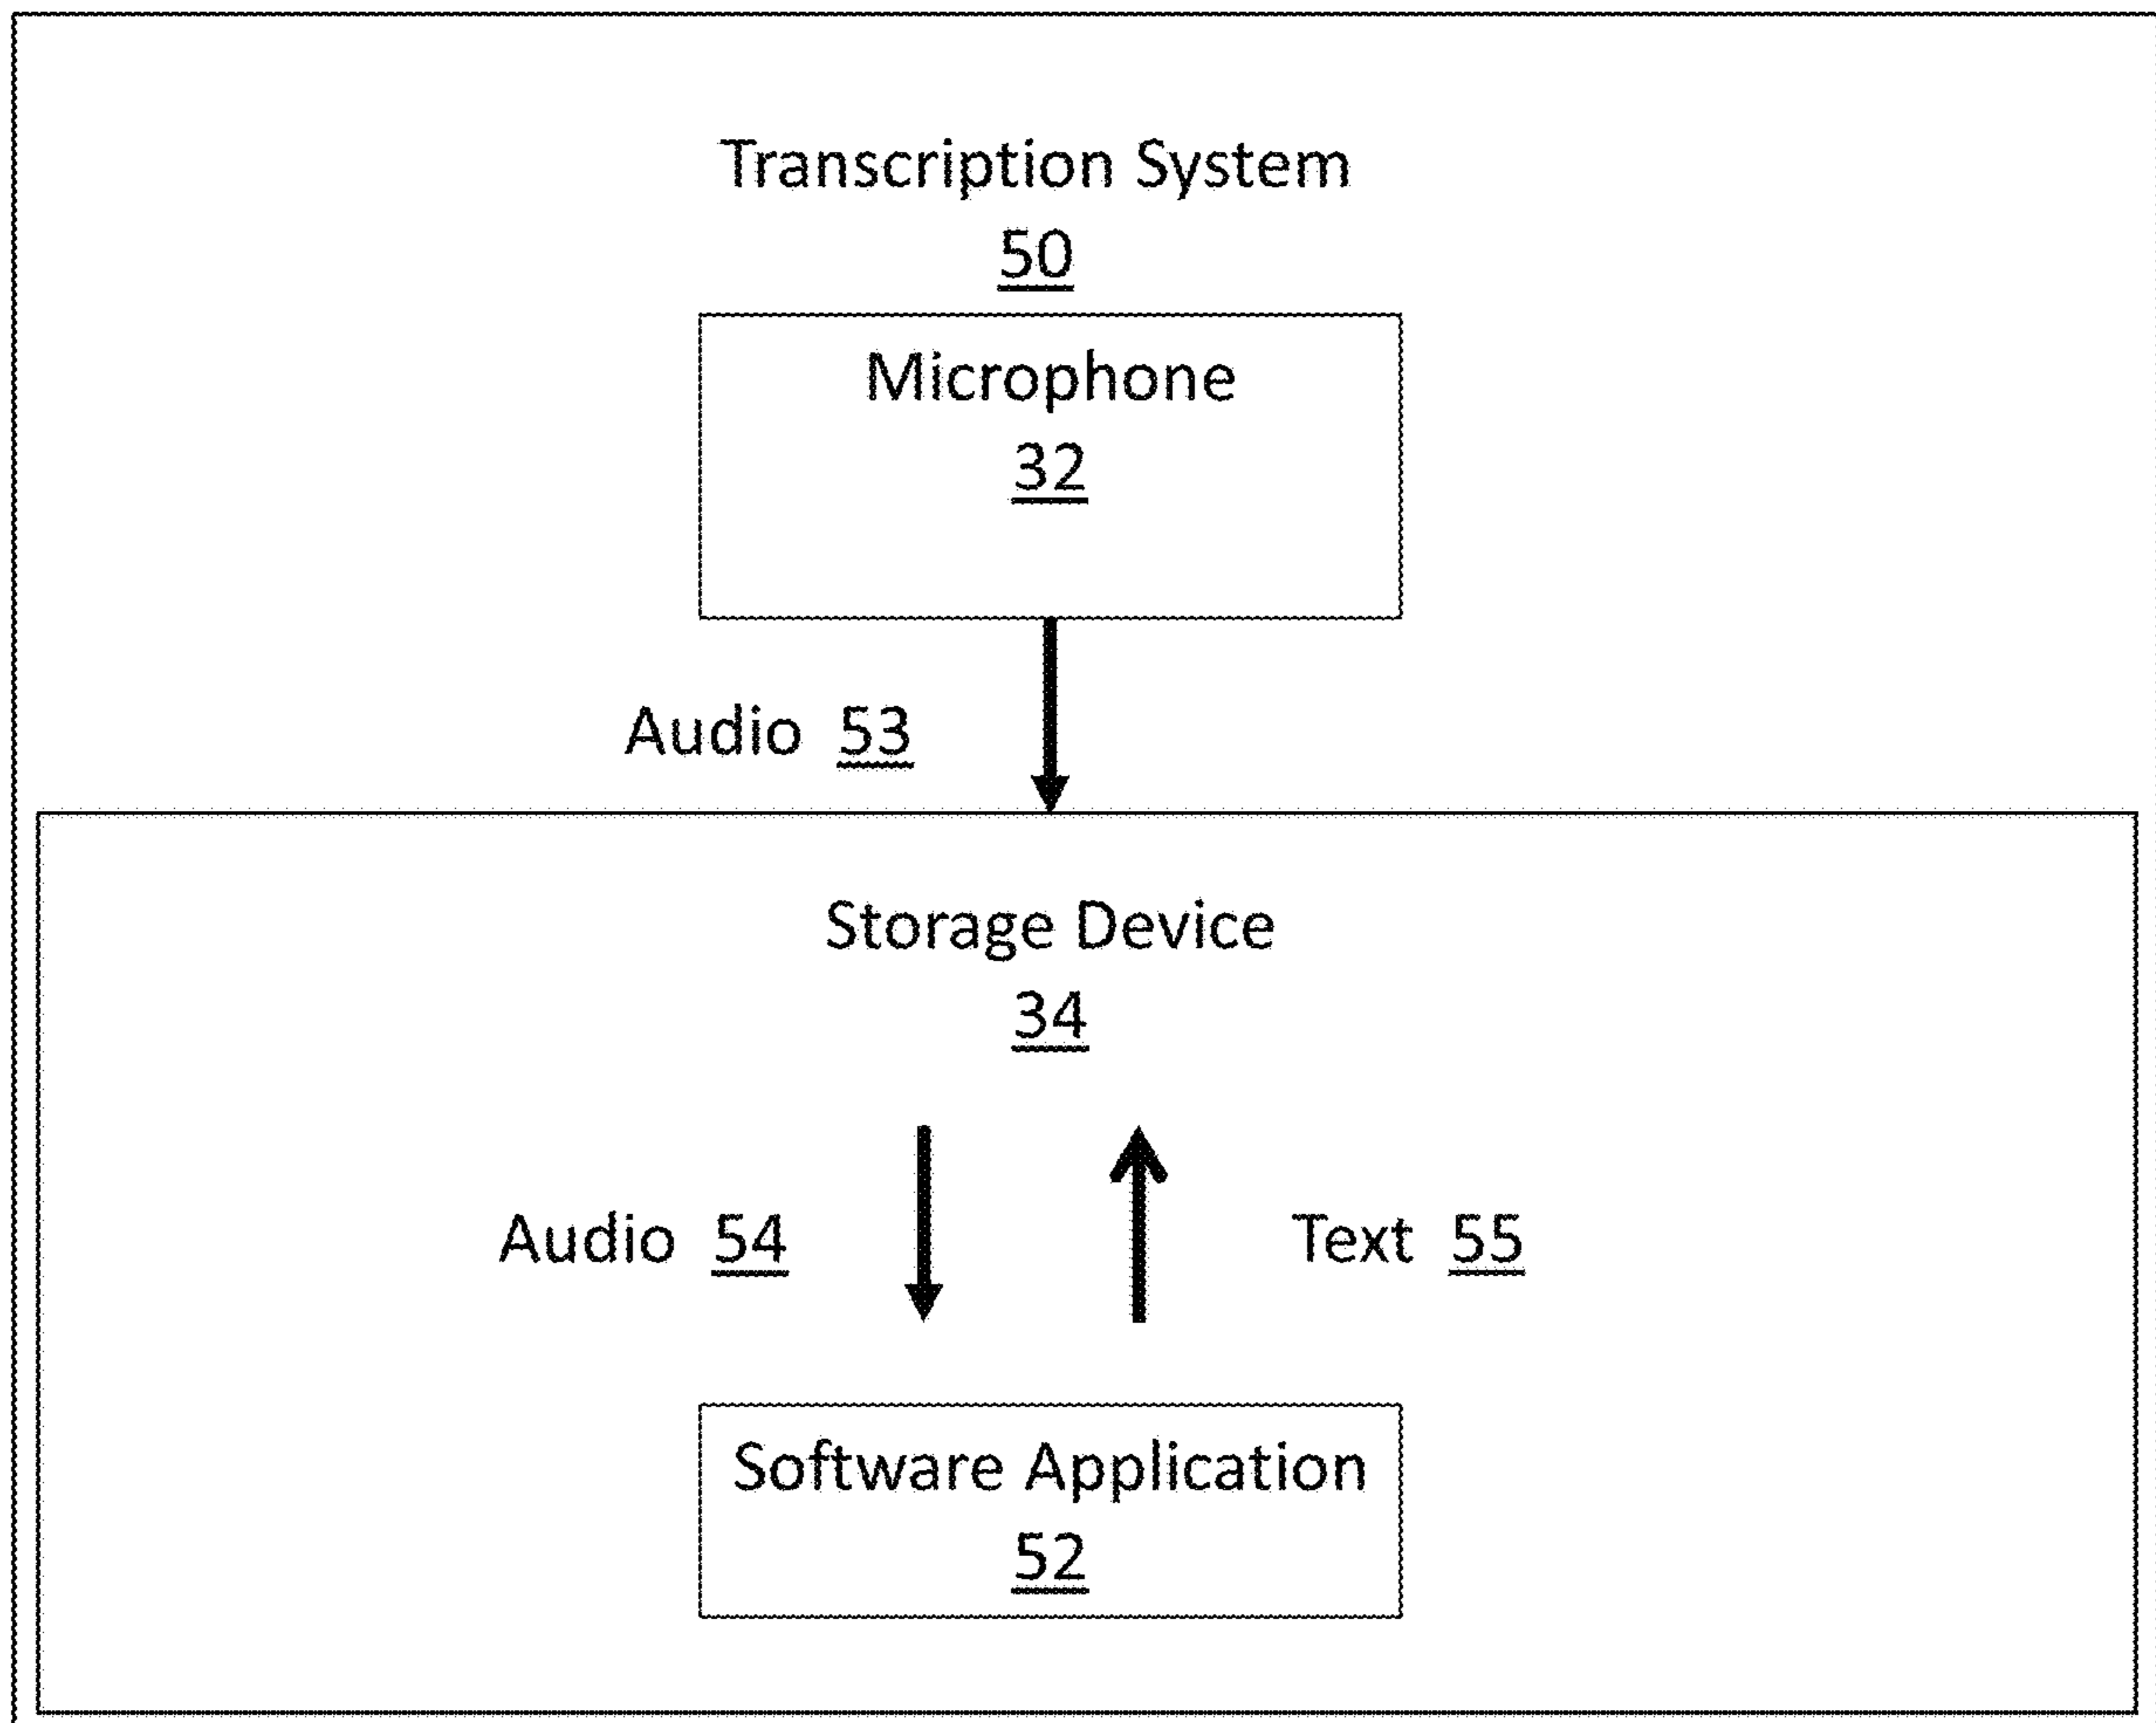 Transcription System
50
Microphone
32
Audio 53
Storage Device
34
Audio 54 Text 55
Software Application
52